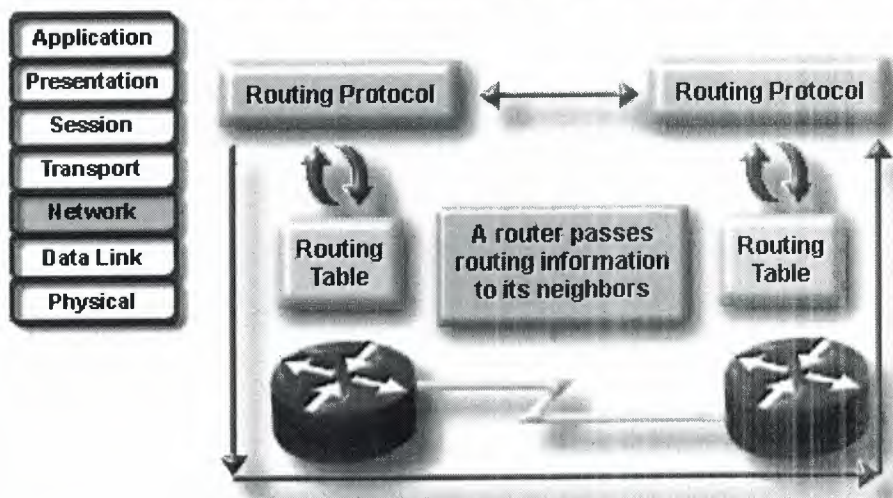 Application
Presentation
Session
Transport
Network
Data Link
Physical
Routing Protocol
Routing Protocol
Routing
Table
A router passes
routing information
to its neighbors
Routing
Table